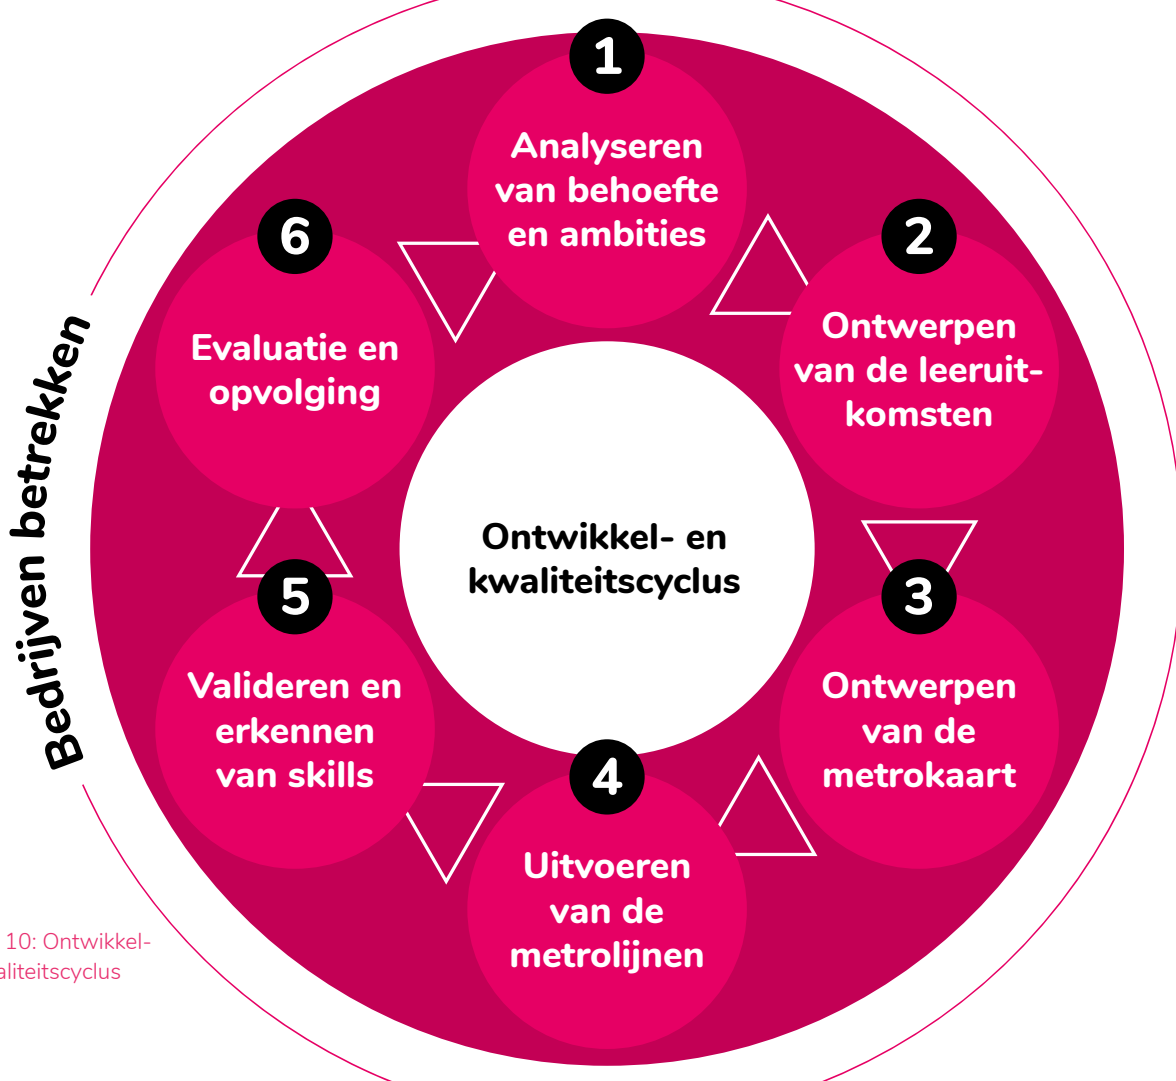 1
Analyseren
van behoefte
en ambities
2
Ontwerpen
van de leeruit-
komsten
3
Ontwerpen
van de
metrokaart
4
Uitvoeren
van de
metrolijnen
5
Valideren en
erkennen
van skills
6
Evaluatie en
opvolging
Ontwikkel- en
kwaliteitscyclus
Bedrijven betrekken
10: Ontwikkel-